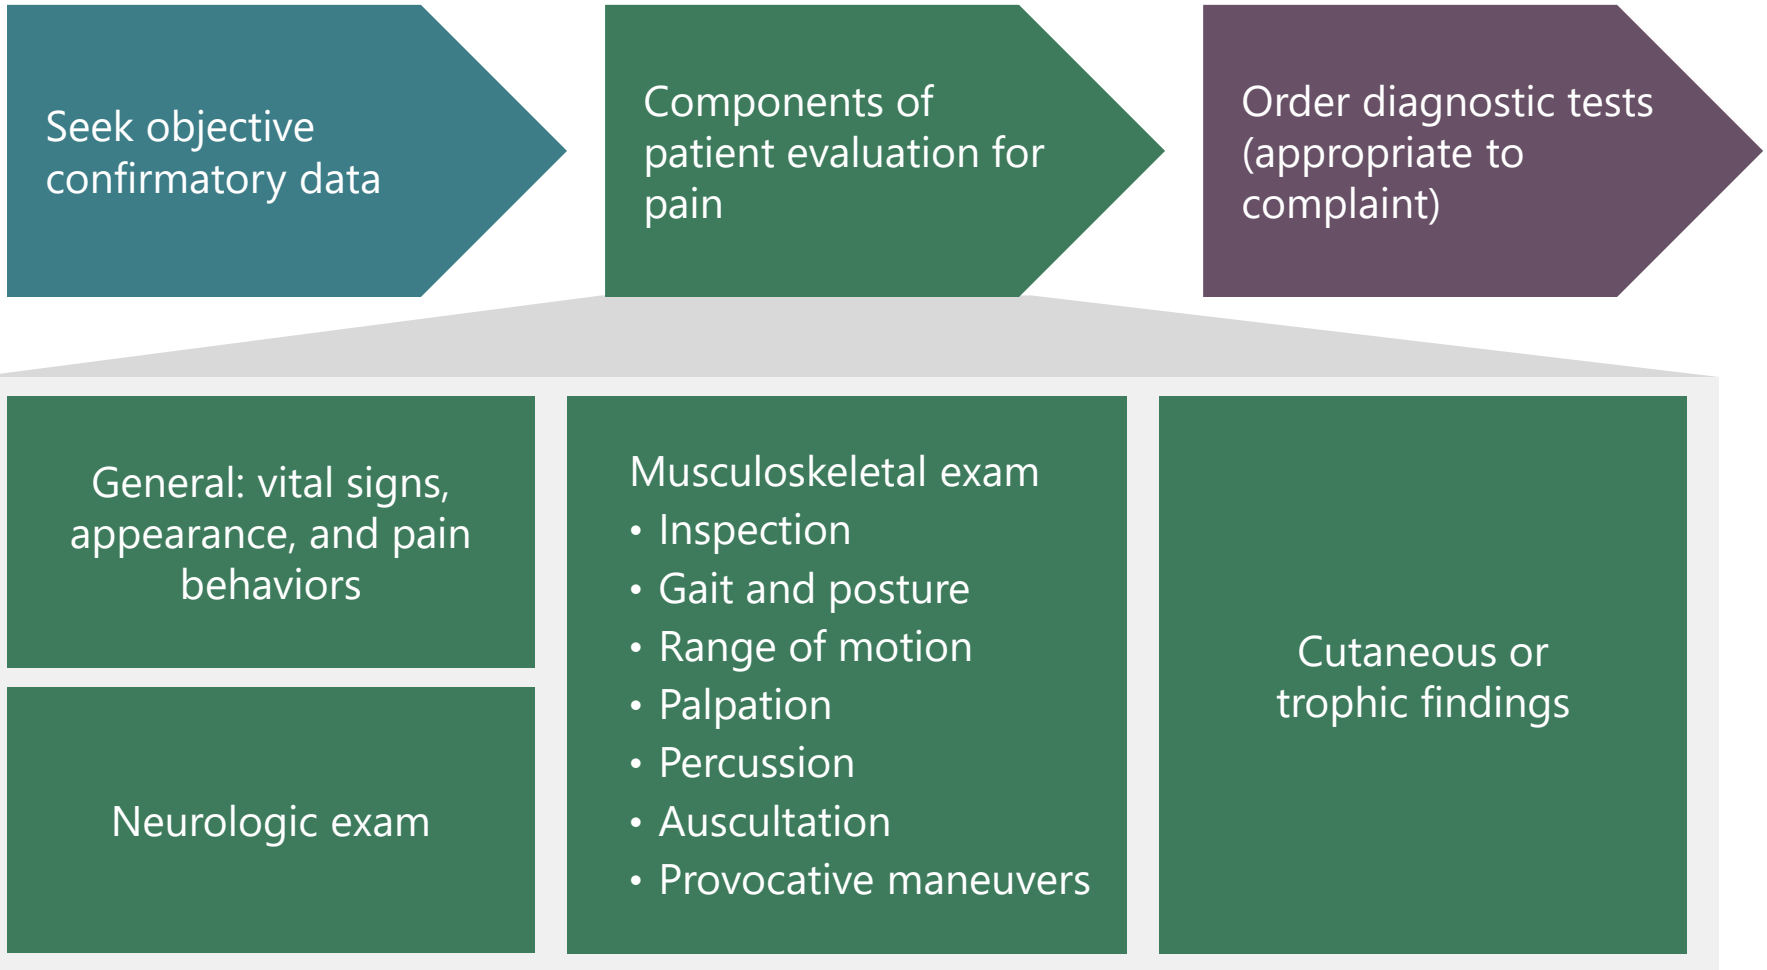 Seek objective
confirmatory data
Components of
patient evaluation for
pain
Order diagnostic tests
(appropriate to
complaint)
General: vital signs,
appearance, and pain
behaviors
Neurologic exam
Musculoskeletal exam
• Inspection
• Gait and posture
• Range of motion
• Palpation
• Percussion
• Auscultation
• Provocative maneuvers
Cutaneous or
trophic findings